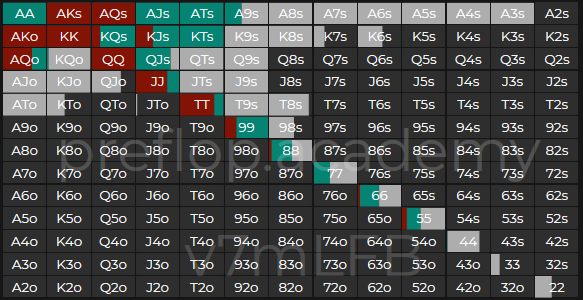 AA AKs AQs AJs ATs A9s A8s A7s A6s A5s A4s A3s A2s
AKo KK KQs KJs KTs K9s K8s K7s K6s K5s K4s K3s K2s
AQo KQo QQ QJs QTs Q9s Q8s Q7s Q6s Q5s Q4s Q3s Q2s
AJo KJo QJo JJ JTs J9s J8s J7s J6s J5s J4s J3s J2s
ATo KTo QTo JTo TT T9s T8s T7s T6s T5s T4s T3s T2s
A9o K9o Q9o J9o T9o 99 98s 97s 96s 95s 94s 93s 92s
A8o K8o Q8o J8o T8o 98o 88 87s 86s 85s 84s 83s 82s
preflop.academy
A7o K7o Q7o J7o T7o 97o 87o 77 76s 75s 74s 73s 72s
A6o K6o Q6o J6o T6o 96o 86o 76o 66 65s 64s 63s 62s
A5o K5o Q5o J5o T5o 95o 85o 75o 65o 55 54s 53s 52s
A4o K4o Q4o J4o T4o 94o 84o 74o 64o 54o 44 43s 42s
v7mLFB
A3o K3o Q3o J3o T3o 93o 83o 73o 63o 53o 43o 33 32s
A2o K2o Q2o J2o T2o 92o 82o 72o 62o 52o 42o 32o 22